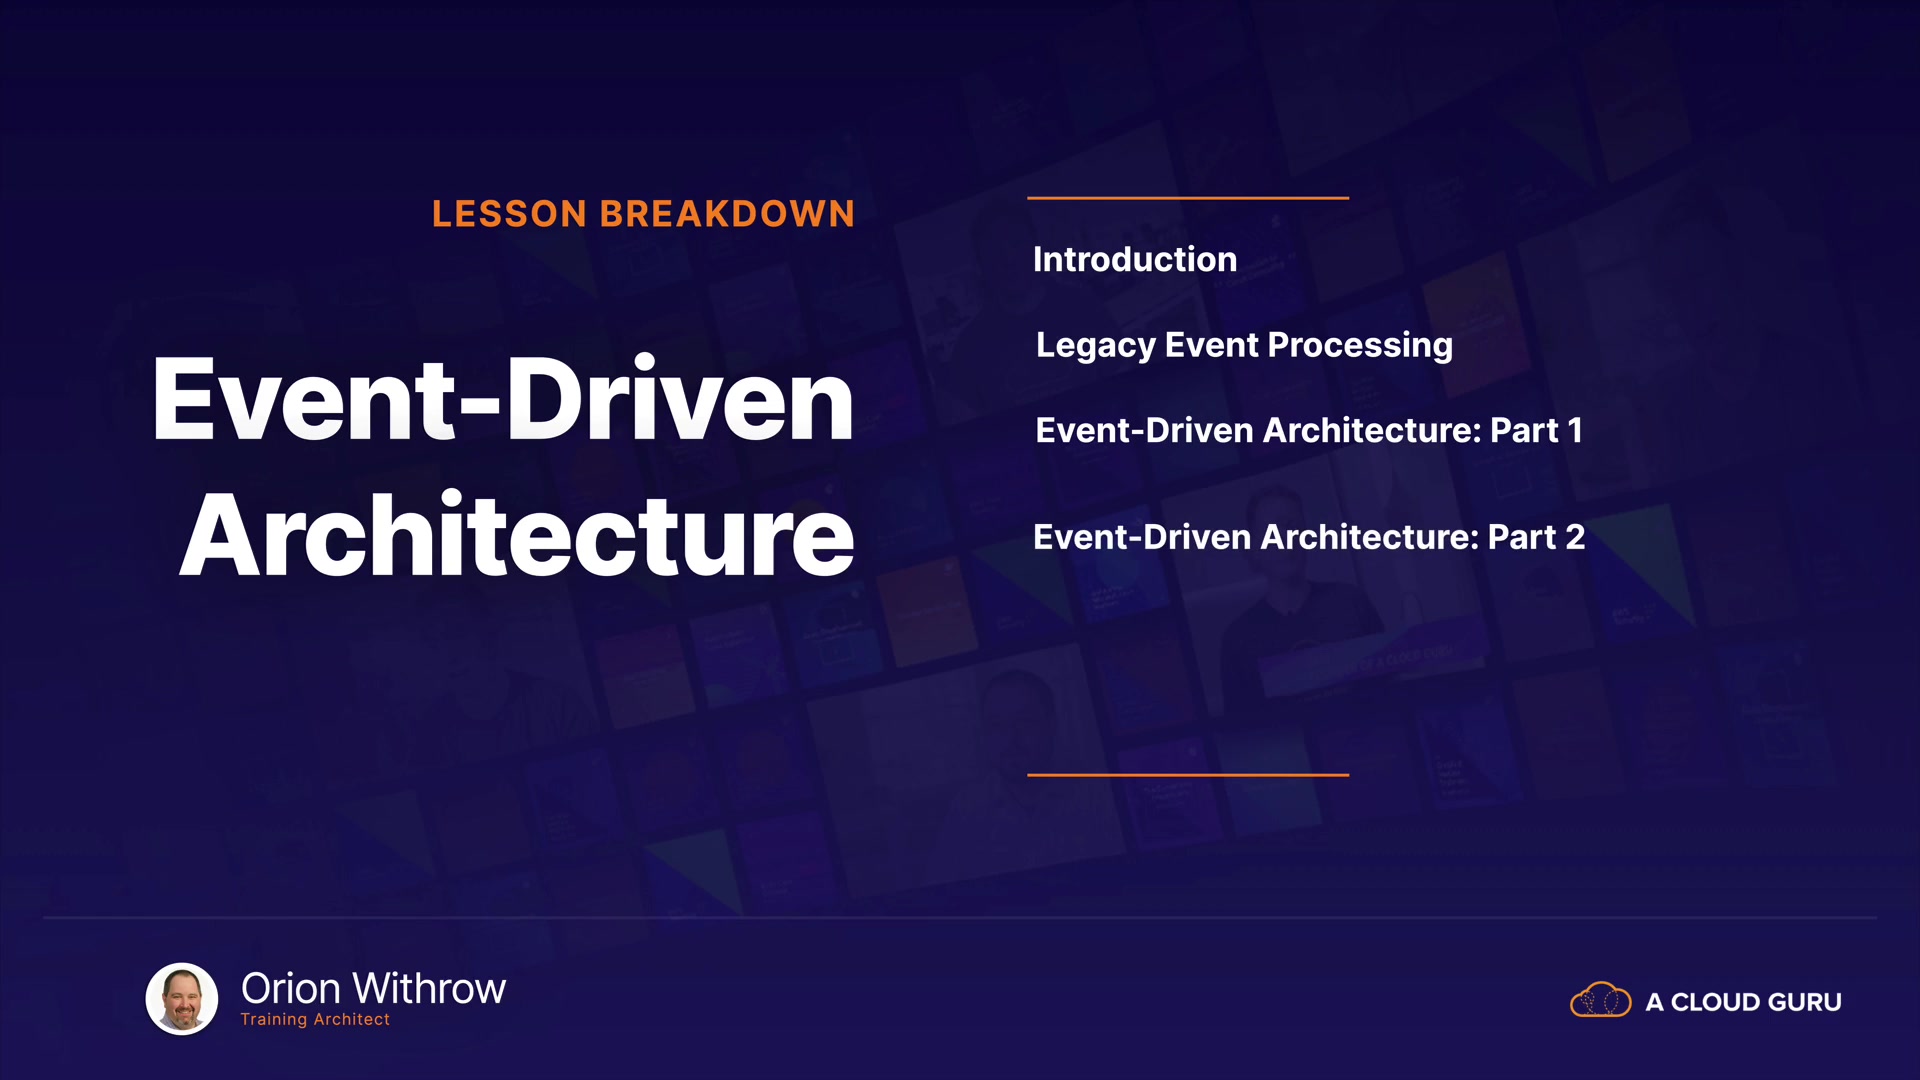 LESSON BREAKDOWN
Event-Driven
Architecture
Introduction
Legacy Event Processing
Event-Driven Architecture: Part 1
Event-Driven Architecture: Part 2
Orion Withrow
Training Architect
A CLOUD GURU